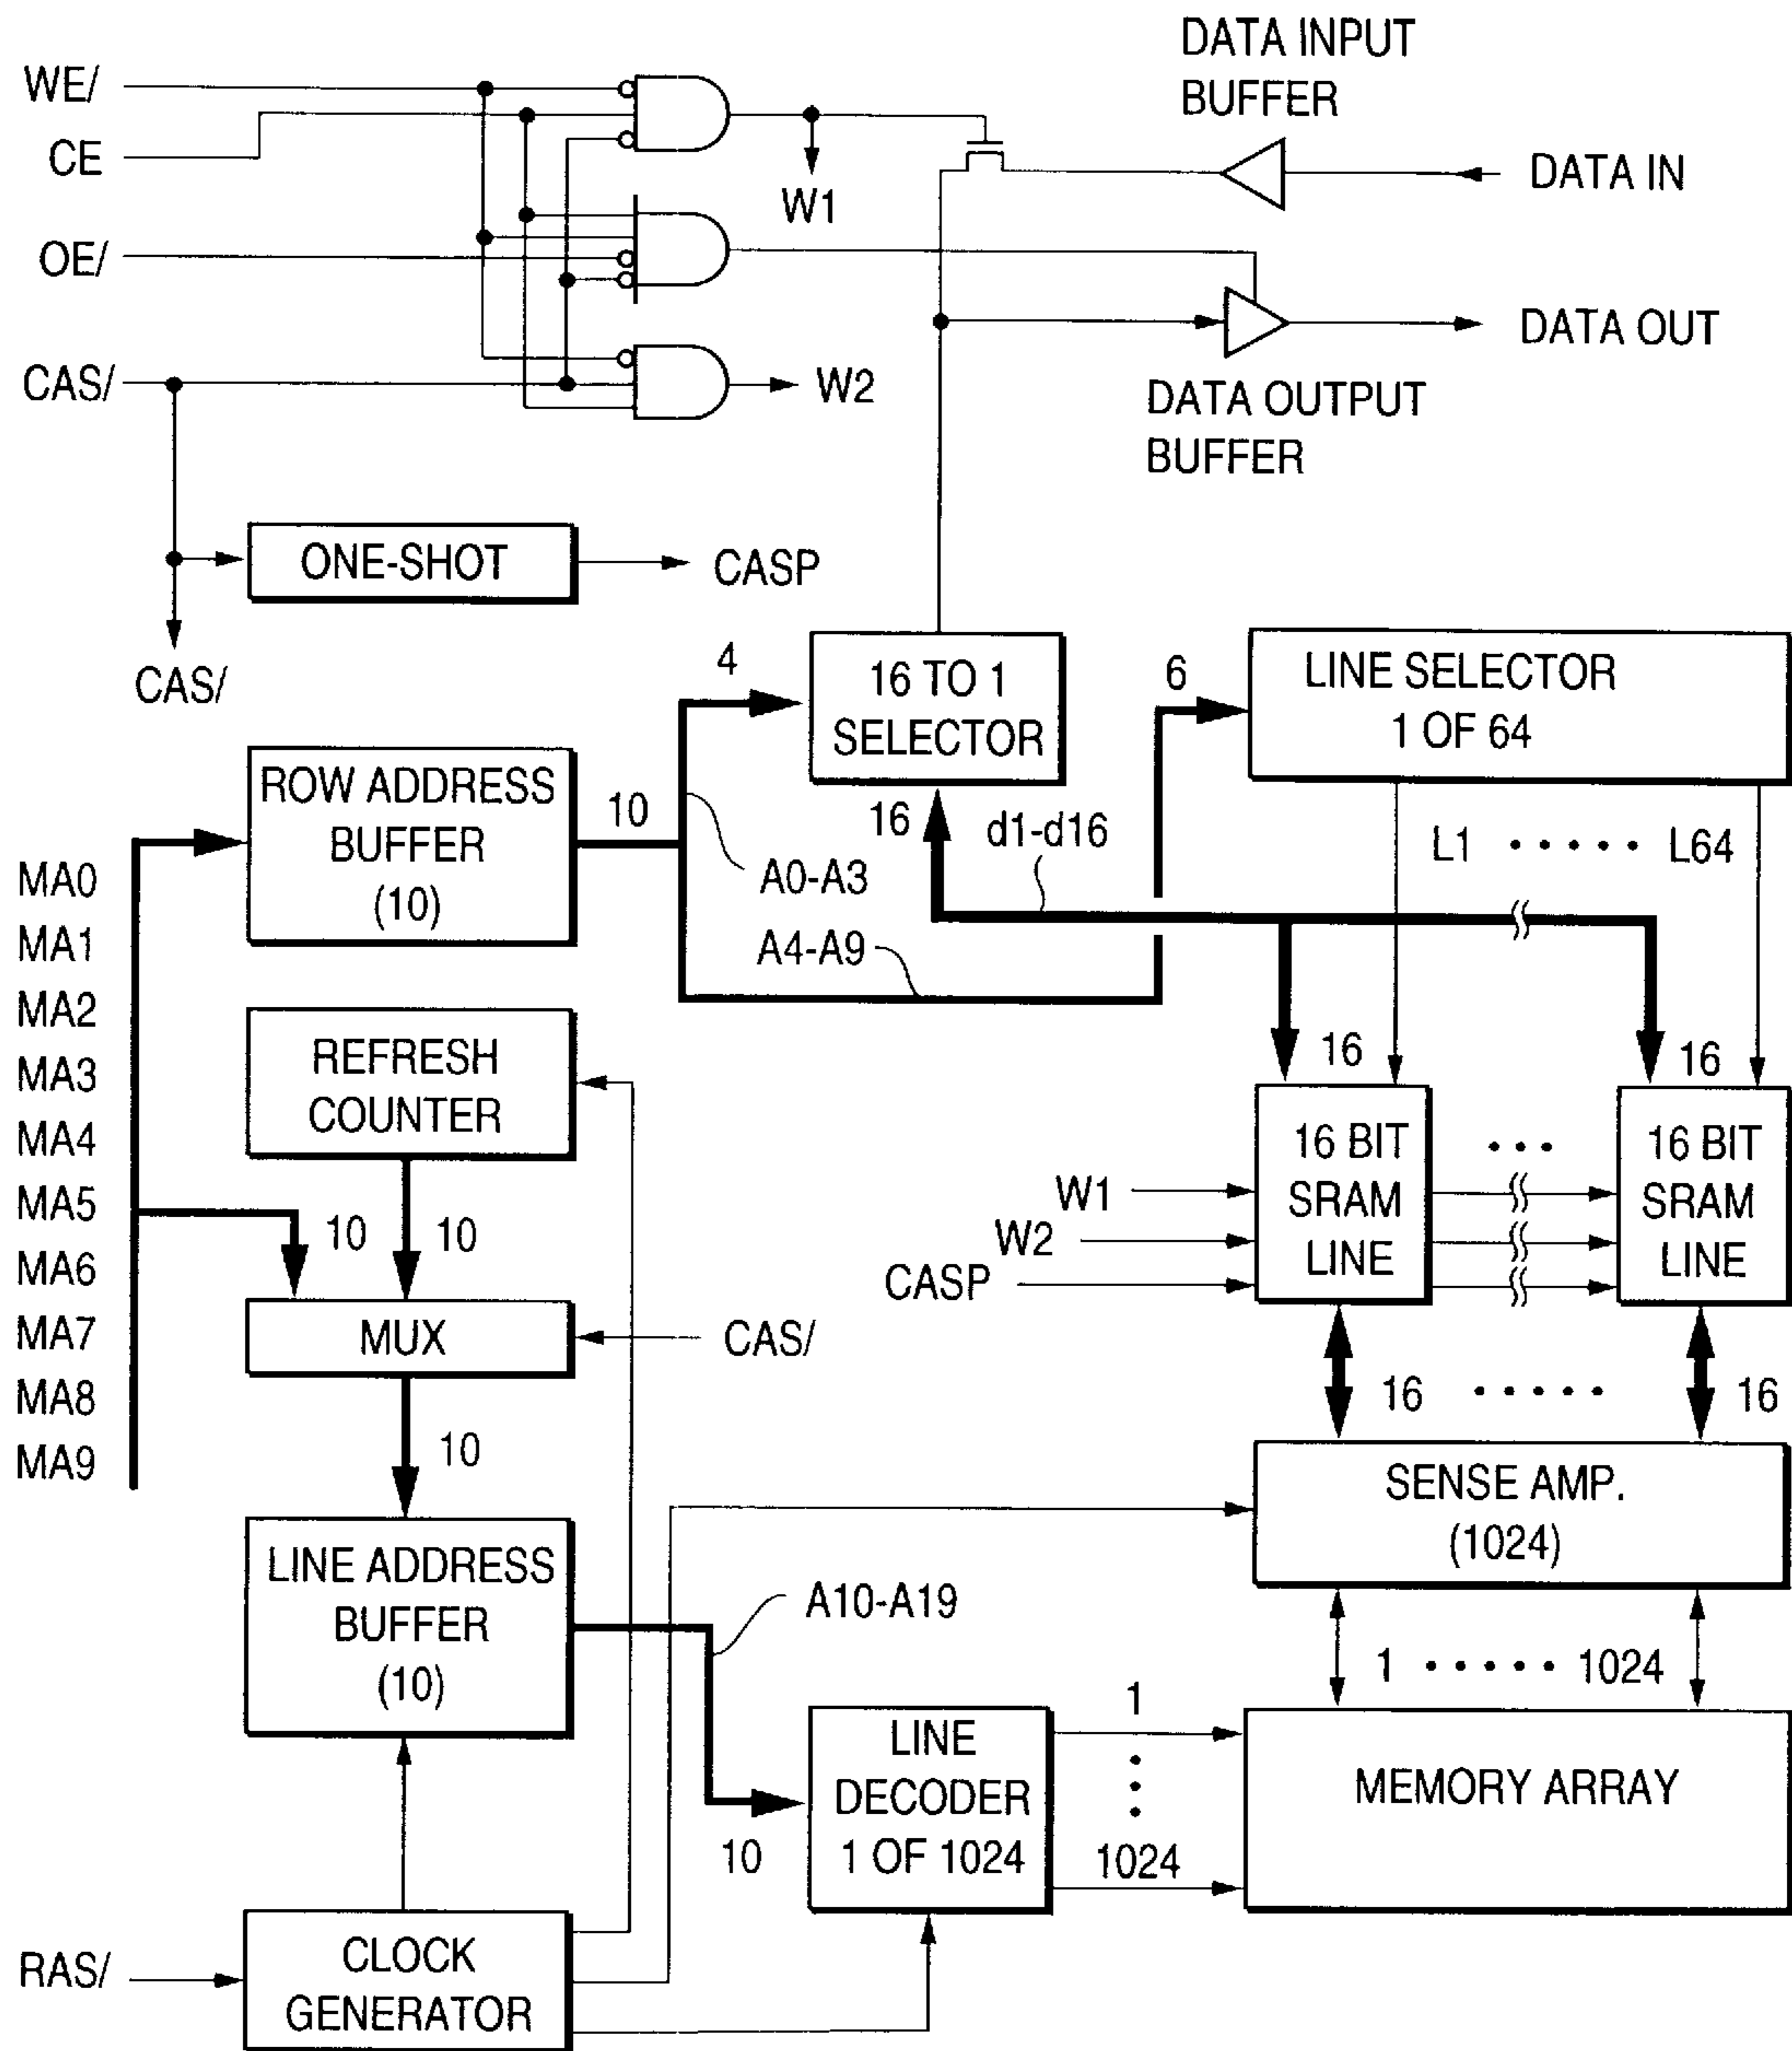 DATA INPUT
BUFFER
WE/
CE
DATA IN
W1
OE/
DATA OUT
CAS/
W2
DATA OUTPUT
BUFFER
ONE-SHOT
CASP
CAS/
4
16 TO 1
SELECTOR
6
LINE SELECTOR
1 OF 64
ROW ADDRESS
BUFFER
(10)
10
16
d1-d16
L1 ····· L64
A0-A3
A4-A9
MA0
MA1
MA2
MA3
MA4
MA5
MA6
MA7
MA8
MA9
REFRESH
COUNTER
16
16
16 BIT
SRAM
LINE
···
16 BIT
SRAM
LINE
W1
W2
CASP
10
10
MUX
CAS/
16 ····· 16
10
SENSE AMP.
(1024)
LINE ADDRESS
BUFFER
(10)
A10-A19
1 ····· 1024
10
LINE
DECODER
1 OF 1024
1
1024
MEMORY ARRAY
RAS/
CLOCK
GENERATOR